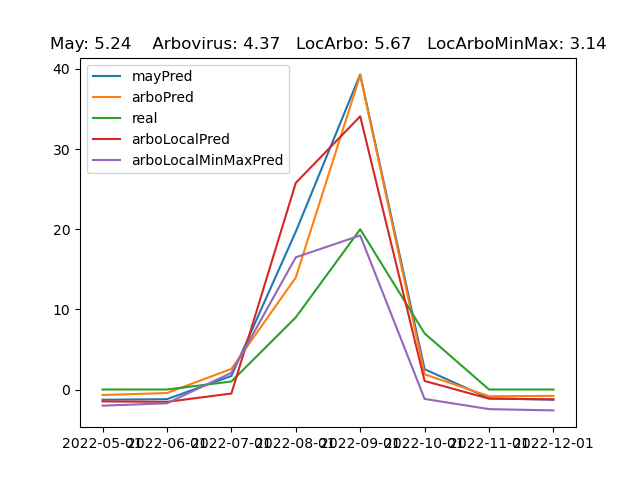 May: 5.24    Arbovirus: 4.37   LocArbo: 5.67   LocArboMinMax: 3.14
40
30
20
10
0
mayPred
arboPred
real
arboLocalPred
arboLocalMinMaxPred
2022-05-01 2022-06-01 2022-07-01 2022-08-01 2022-09-01 2022-10-01 2022-11-01 2022-12-01